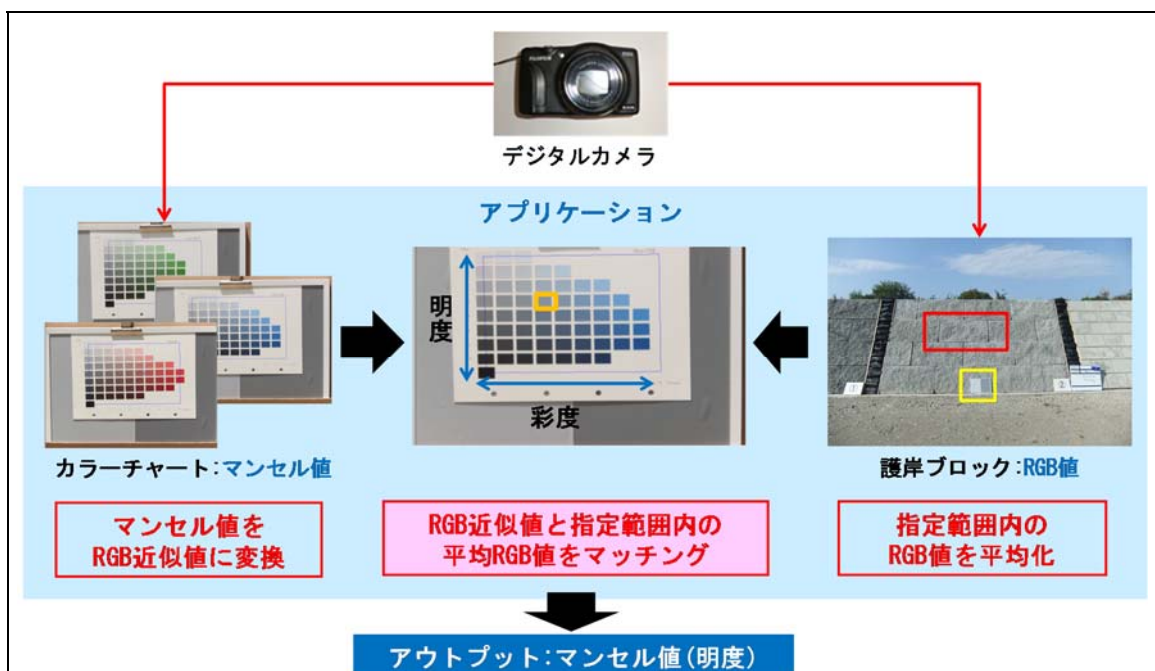 デジタルカメラ
アプリケーション
明度
彩度
カラーチャート:マンセル値
護岸ブロック:RGB値
マンセル値を
RGB近似値に変換
RGB近似値と指定範囲内の
平均RGB値をマッチング
指定範囲内の
RGB値を平均化
アウトプット:マンセル値(明度)